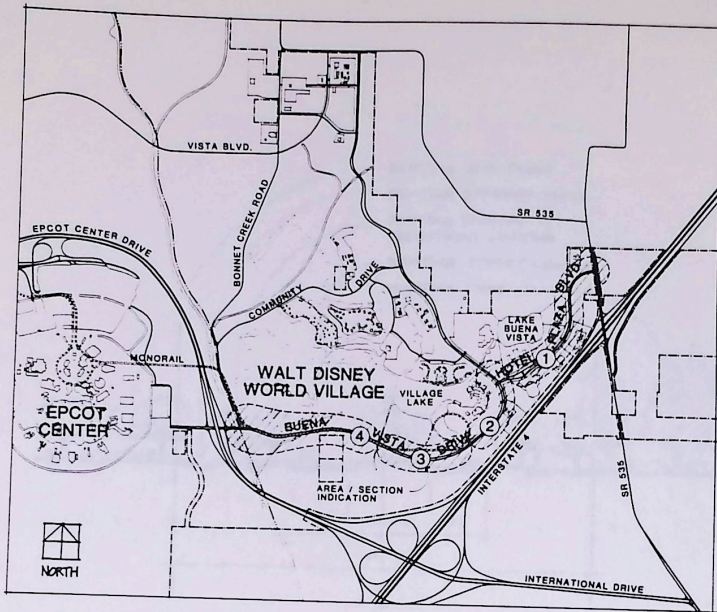 VISTA BLVD.
SR 535
EPCOT CENTER DRIVE
BONNET CREEK ROAD
COMMUNITY DRIVE
LAKE
BUENA
VISTA
HOTEL PLAZA BLVD.
1
MONORAIL
WALT DISNEY
WORLD VILLAGE
VILLAGE
LAKE
EPCOT
CENTER
BUENA VISTA DRIVE
4
3
2
INTERSTATE 4
AREA / SECTION
INDICATION
SR 535
NORTH
INTERNATIONAL DRIVE